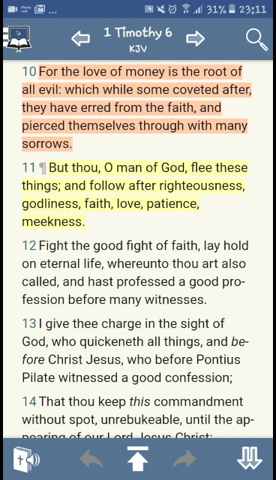 31% 23:11
1 Timothy 6
KJV
10 For the love of money is the root of
all evil: which while some coveted after,
they have erred from the faith, and
pierced themselves through with many
sorrows.
11 ¶ But thou, O man of God, flee these
things; and follow after righteousness,
godliness, faith, love, patience,
meekness.
12 Fight the good fight of faith, lay hold
on eternal life, whereunto thou art also
called, and hast professed a good pro-
fession before many witnesses.
13 I give thee charge in the sight of
God, who quickeneth all things, and be-
fore Christ Jesus, who before Pontius
Pilate witnessed a good confession;
14 That thou keep this commandment
without spot, unrebukeable, until the ap-
pearing of our Lord Jesus Christ: